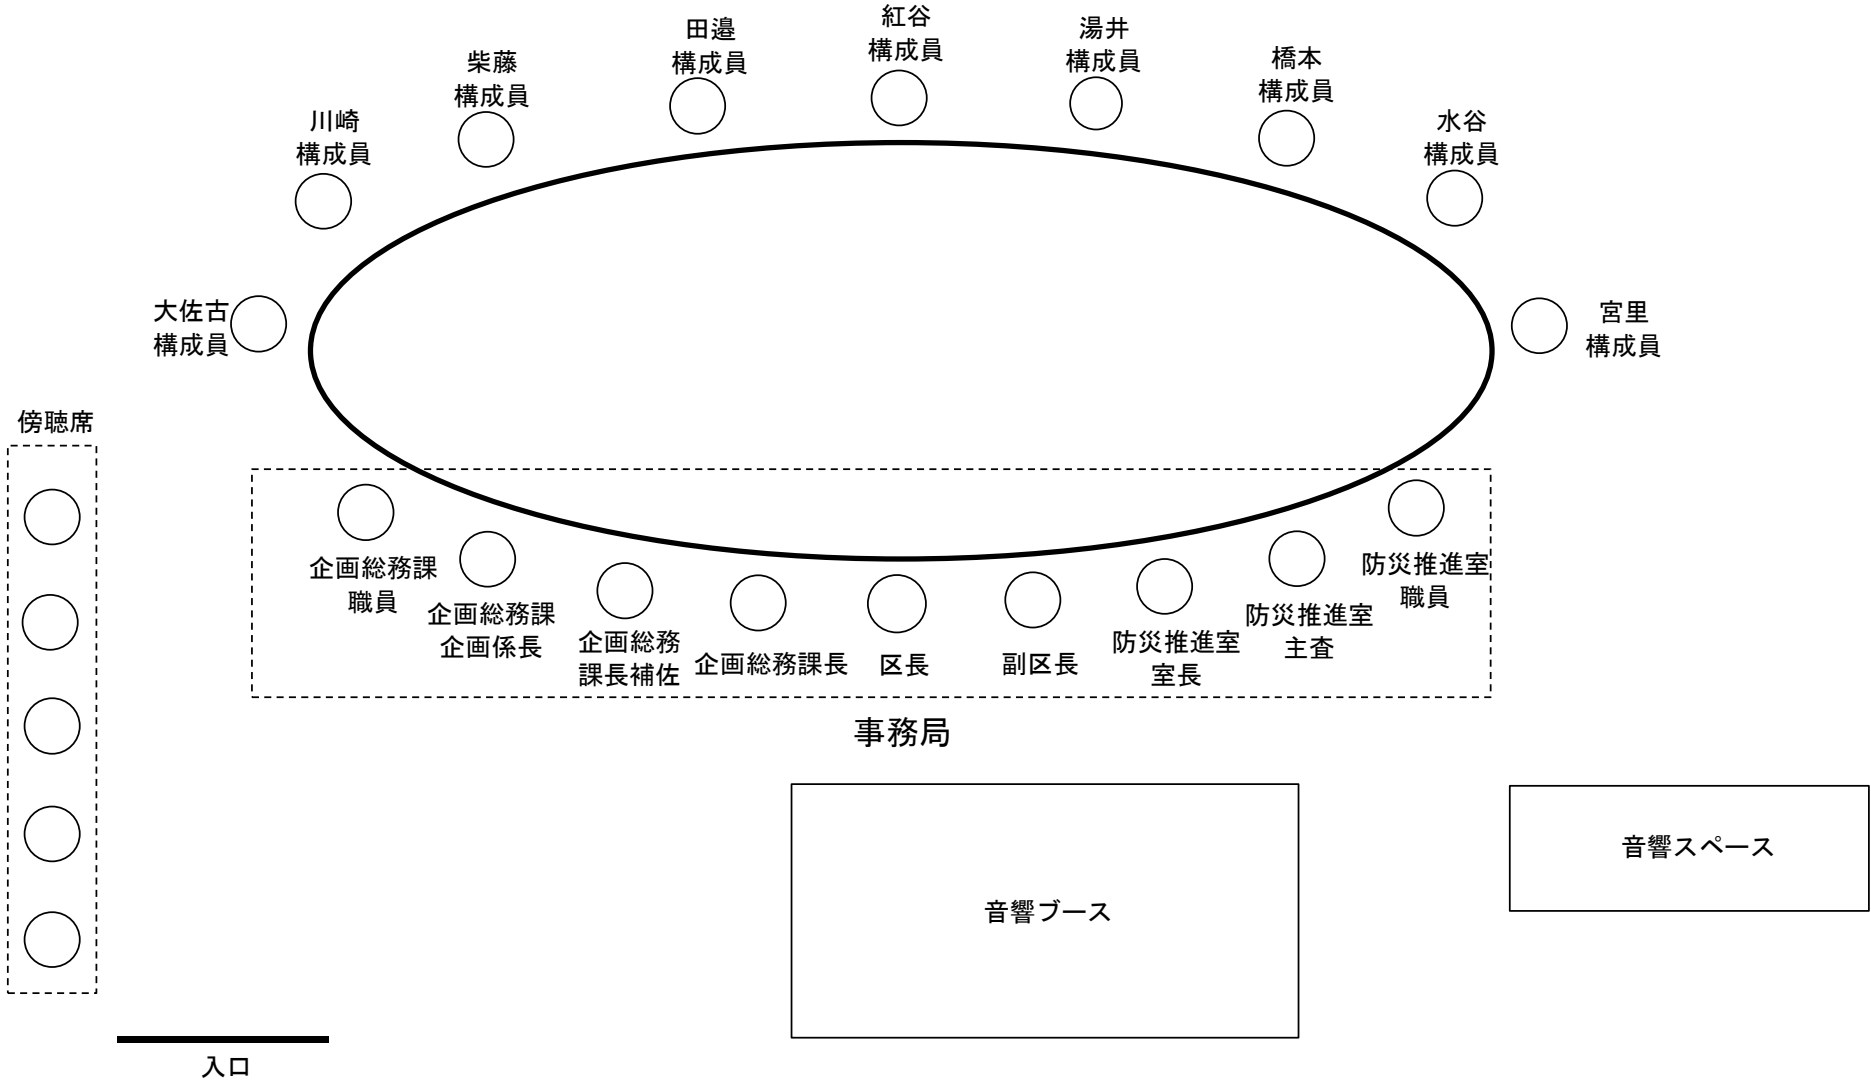 紅谷
構成員
田邉
構成員
湯井
構成員
柴藤
構成員
橋本
構成員
川崎
構成員
水谷
構成員
大佐古
構成員
宮里
構成員
傍聴席
企画総務課
職員
企画総務課
企画係長
企画総務
課長補佐
企画総務課長
区長
副区長
防災推進室
室長
防災推進室
主査
防災推進室
職員
事務局
音響ブース
音響スペース
入口